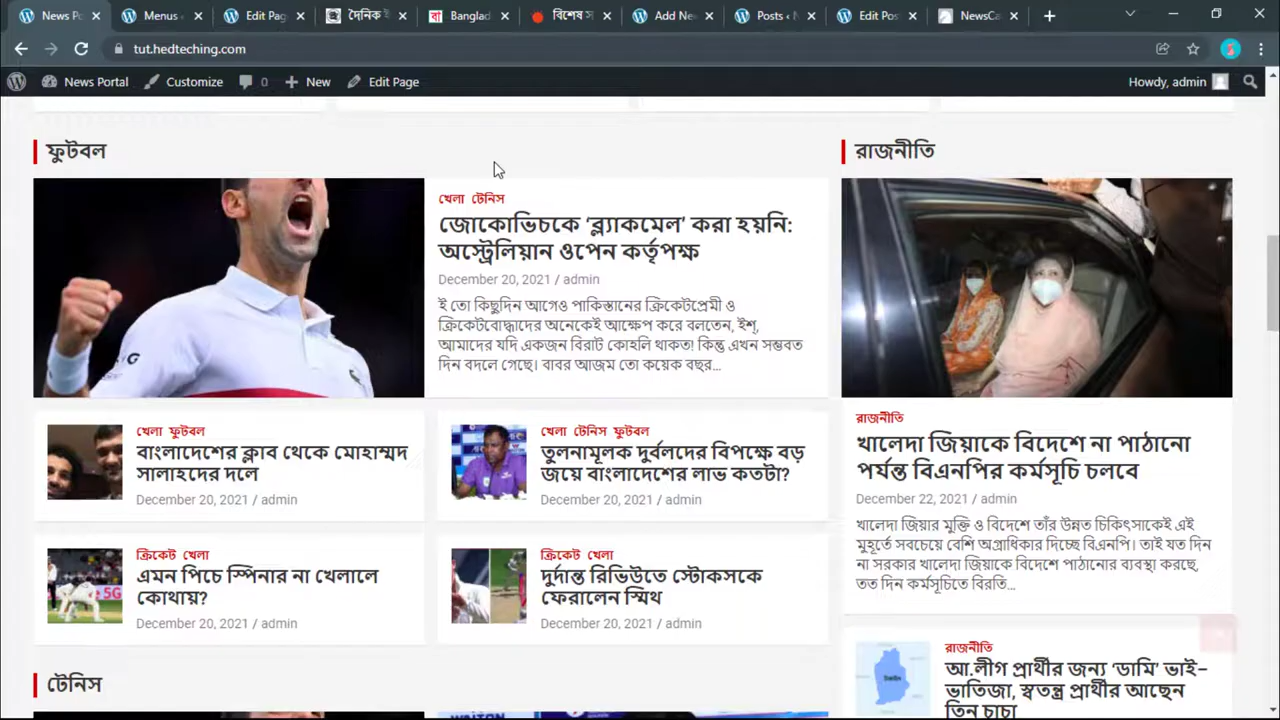 News Po
Menus
Edit Pag
দৈনিক ই
Banglad
বিশেষ স
Add Ne
Posts ‹ N
Edit Pos
NewsCa
tut.hedteching.com
News Portal
Customize
0
New
Edit Page
Howdy, admin
ফুটবল
খেলা টেনিস
জোকোভিচকে ‘ব্ল্যাকমেল’ করা হয়নি:
অস্ট্রেলিয়ান ওপেন কর্তৃপক্ষ
December 20, 2021 / admin
ই তো কিছুদিন আগেও পাকিস্তানের ক্রিকেটপ্রেমী ও
ক্রিকেটবোদ্ধাদের অনেকেই আক্ষেপ করে বলতেন, ইশ্,
আমাদের যদি একজন বিরাট কোহলি থাকত! কিন্তু এখন সম্ভবত
দিন বদলে গেছে। বাবর আজম তো কয়েক বছর...
খেলা ফুটবল
বাংলাদেশের ক্লাব থেকে মোহাম্মদ
সালাহদের দলে
December 20, 2021 / admin
খেলা টেনিস ফুটবল
তুলনামূলক দুর্বলদের বিপক্ষে বড়
জয়ে বাংলাদেশের লাভ কতটা?
December 20, 2021 / admin
ক্রিকেট খেলা
এমন পিচে স্পিনার না খেলালে
কোথায়?
December 20, 2021 / admin
ক্রিকেট খেলা
দুর্দান্ত রিভিউতে স্টোকসকে
ফেরালেন স্মিথ
December 20, 2021 / admin
টেনিস
রাজনীতি
রাজনীতি
খালেদা জিয়াকে বিদেশে না পাঠানো
পর্যন্ত বিএনপির কর্মসূচি চলবে
December 22, 2021 / admin
খালেদা জিয়ার মুক্তি ও বিদেশে তাঁর উন্নত চিকিৎসাকেই এই
মুহূর্তে সবচেয়ে বেশি অগ্রাধিকার দিচ্ছে বিএনপি। তাই যত দিন
না সরকার খালেদা জিয়াকে বিদেশে পাঠানোর ব্যবস্থা করছে,
তত দিন কর্মসূচিতে বিরতি...
রাজনীতি
আ.লীগ প্রার্থীর জন্য ‘ডামি’ ভাই-
ভাতিজা, স্বতন্ত্র প্রার্থীর আছেন
তিন চাচা